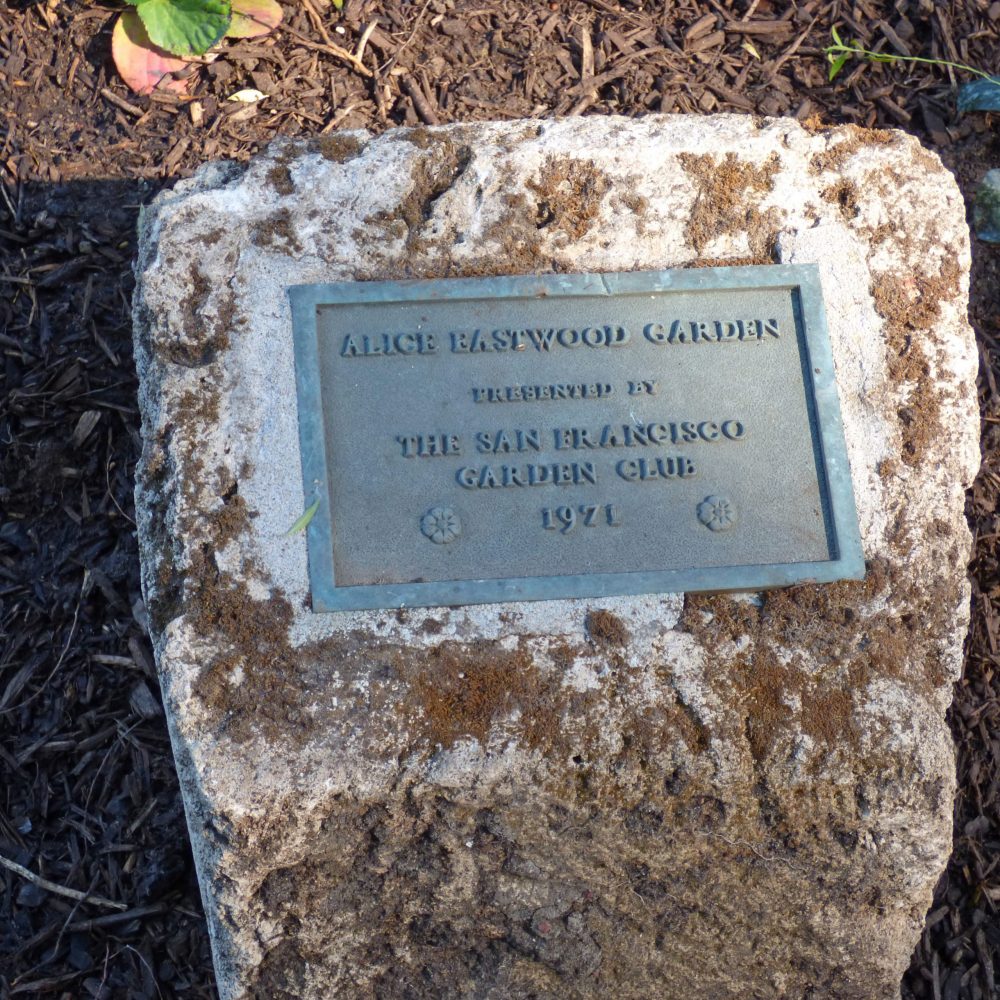 ALICE EASTWOOD GARDEN
PRESENTED BY
THE SAN FRANCISCO
GARDEN CLUB
1971